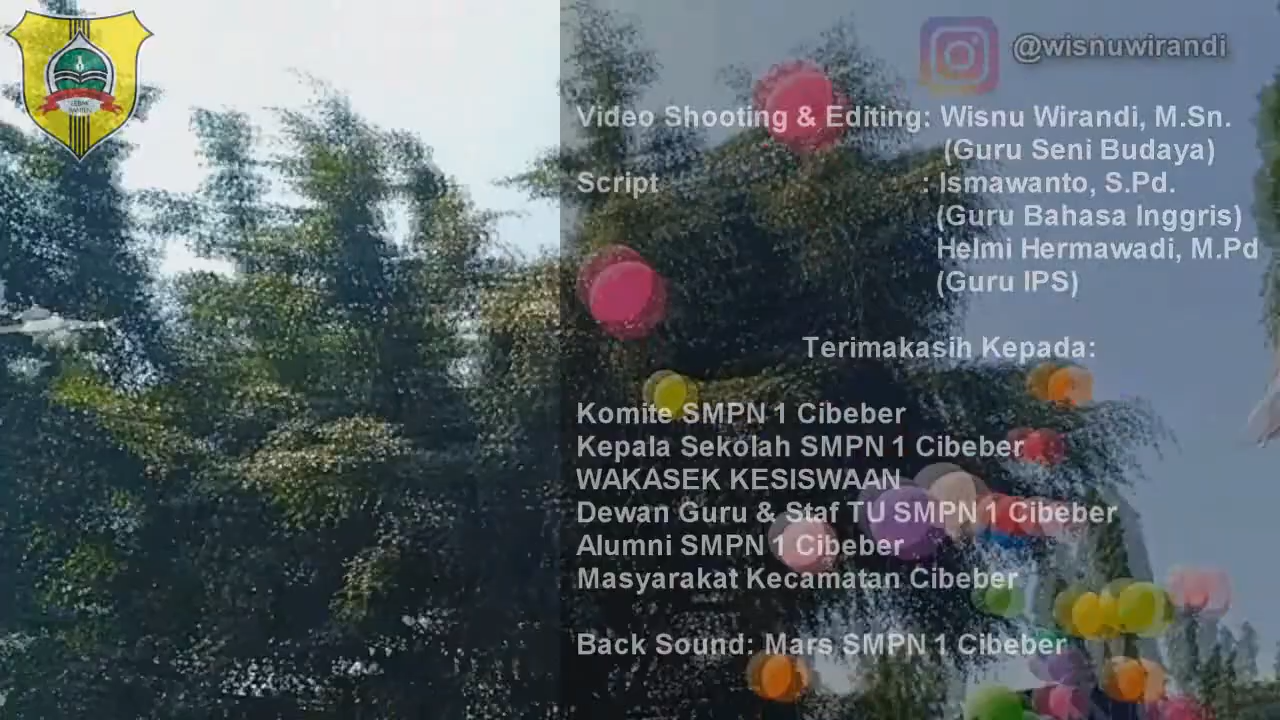 @wisnuwirandi
Video Shooting & Editing: Wisnu Wirandi, M.Sn.
(Guru Seni Budaya)
Script : Ismawanto, S.Pd.
(Guru Bahasa Inggris)
Helmi Hermawadi, M.Pd
(Guru IPS)
Terimakasih Kepada:
Komite SMPN 1 Cibeber
Kepala Sekolah SMPN 1 Cibeber
WAKASEK KESISWAAN
Dewan Guru & Staf TU SMPN 1 Cibeber
Alumni SMPN 1 Cibeber
Masyarakat Kecamatan Cibeber
Back Sound: Mars SMPN 1 Cibeber